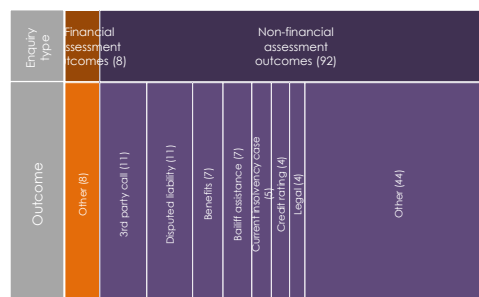 Enquiry
type
Financial
assessment
outcomes (8)
Non-financial
assessment
outcomes (92)
Outcome
Other (8)
3rd party call (11)
Disputed liability (11)
Benefits (7)
Bailiff assistance (7)
Current insolvency case
(5)
Credit rating (4)
Legal (4)
Other (44)